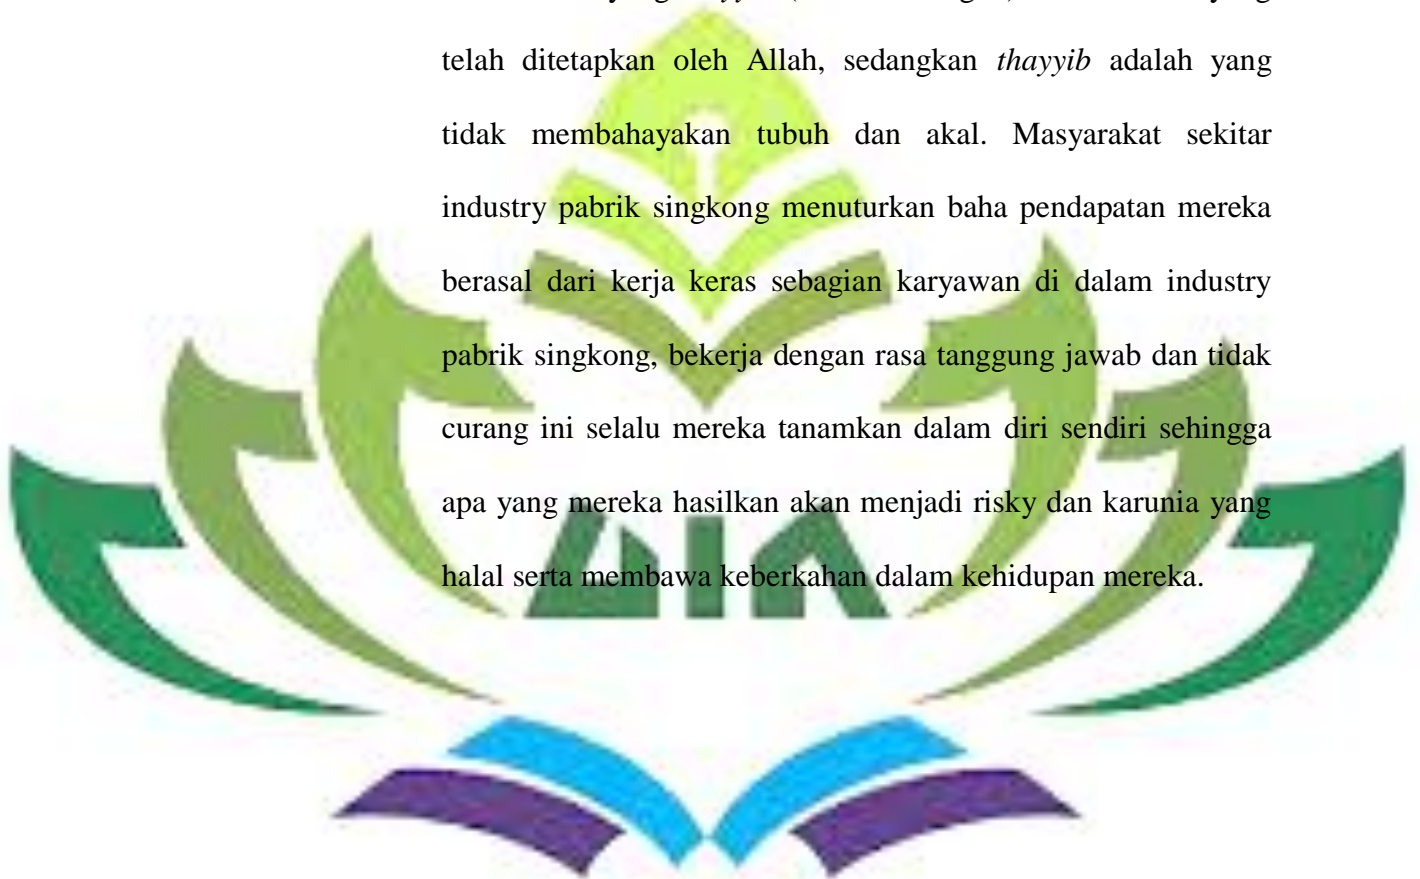 telah ditetapkan oleh Allah, sedangkan thayyib adalah yang
tidak membahayakan tubuh dan akal. Masyarakat sekitar
industry pabrik singkong menuturkan baha pendapatan mereka
berasal dari kerja keras sebagian karyawan di dalam industry
pabrik singkong, bekerja dengan rasa tanggung jawab dan tidak
curang ini selalu mereka tanamkan dalam diri sendiri sehingga
apa yang mereka hasilkan akan menjadi risky dan karunia yang
halal serta membawa keberkahan dalam kehidupan mereka.